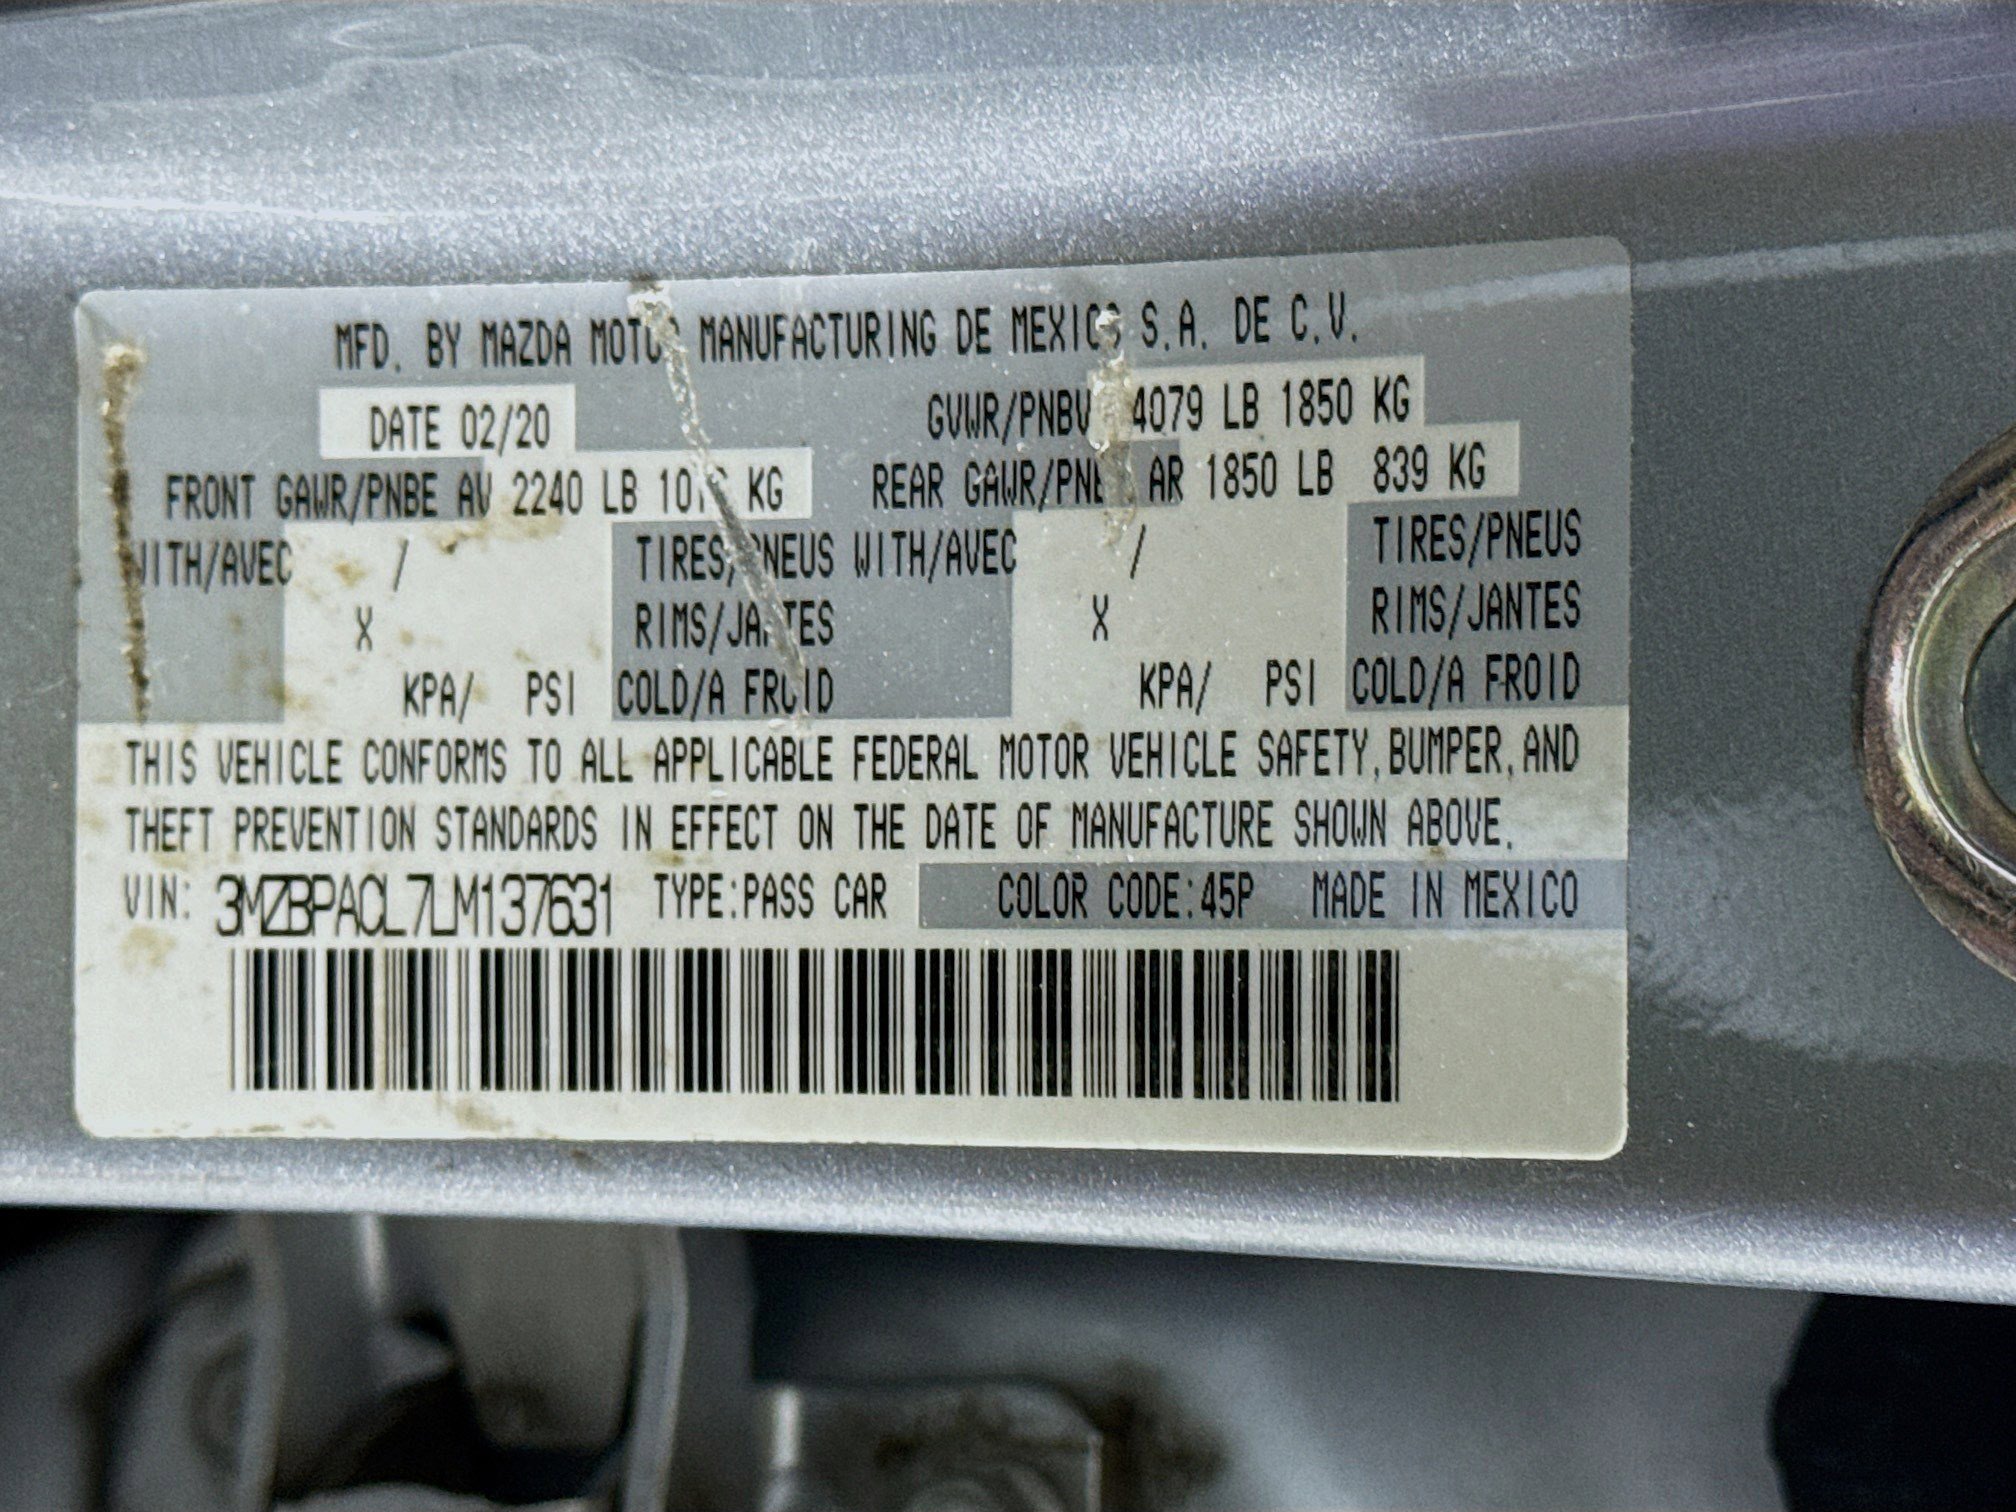 MFD. BY MAZDA MOTOR MANUFACTURING DE MEXICO S.A. DE C.V.
DATE 02/20 GVWR/PNBV 4079 LB 1850 KG
FRONT GAWR/PNBE AV 2240 LB 1016 KG REAR GAWR/PNBE AR 1850 LB 839 KG
WITH/AVEC / TIRES/PNEUS WITH/AVEC / TIRES/PNEUS
X RIMS/JANTES X RIMS/JANTES
KPA/ PSI COLD/A FROID KPA/ PSI COLD/A FROID
THIS VEHICLE CONFORMS TO ALL APPLICABLE FEDERAL MOTOR VEHICLE SAFETY, BUMPER, AND
THEFT PREVENTION STANDARDS IN EFFECT ON THE DATE OF MANUFACTURE SHOWN ABOVE.
VIN: 3MZBPACL7LM137631 TYPE:PASS CAR COLOR CODE:45P MADE IN MEXICO